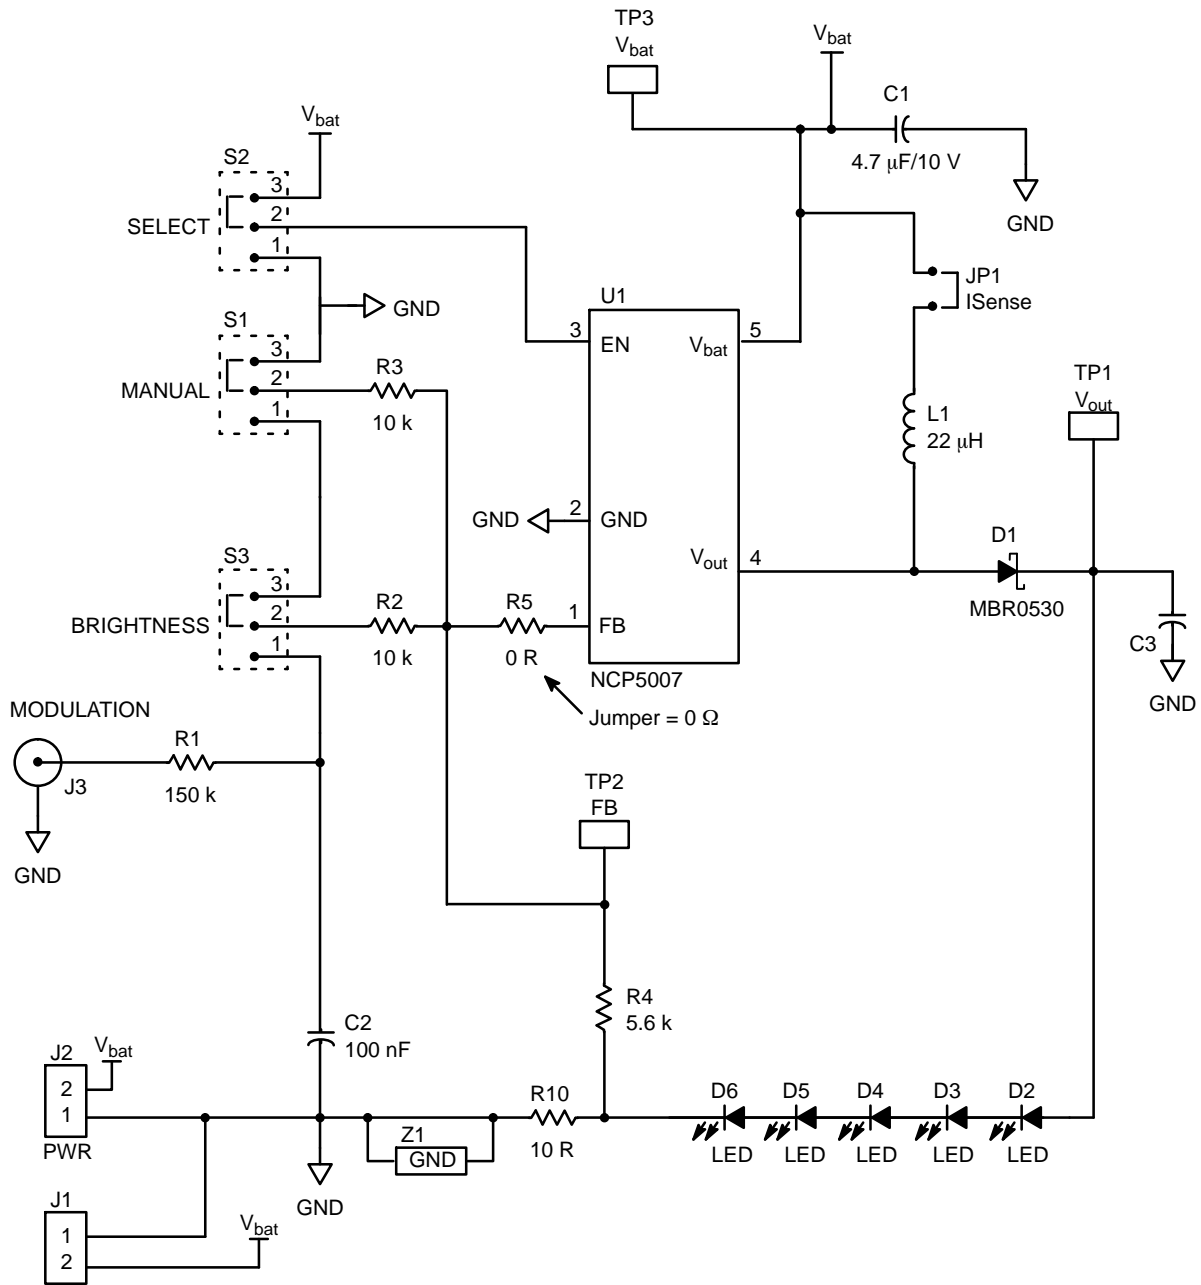 TP3
Vbat
Vbat
C1
4.7 μF/10 V
GND
Vbat
S2
3
2
1
SELECT
GND
S1
3
2
1
MANUAL
R3
10 k
U1
3
EN
Vbat
5
JP1
ISense
L1
22 μH
TP1
Vout
GND
2
GND
Vout
4
D1
MBR0530
C3
GND
S3
3
2
1
BRIGHTNESS
R2
10 k
R5
0 R
1
FB
NCP5007
Jumper = 0 Ω
MODULATION
J3
R1
150 k
GND
TP2
FB
R4
5.6 k
C2
100 nF
J2
Vbat
2
1
PWR
R10
10 R
Z1
GND
GND
D6
D5
D4
D3
D2
LED
LED
LED
LED
LED
J1
1
2
Vbat